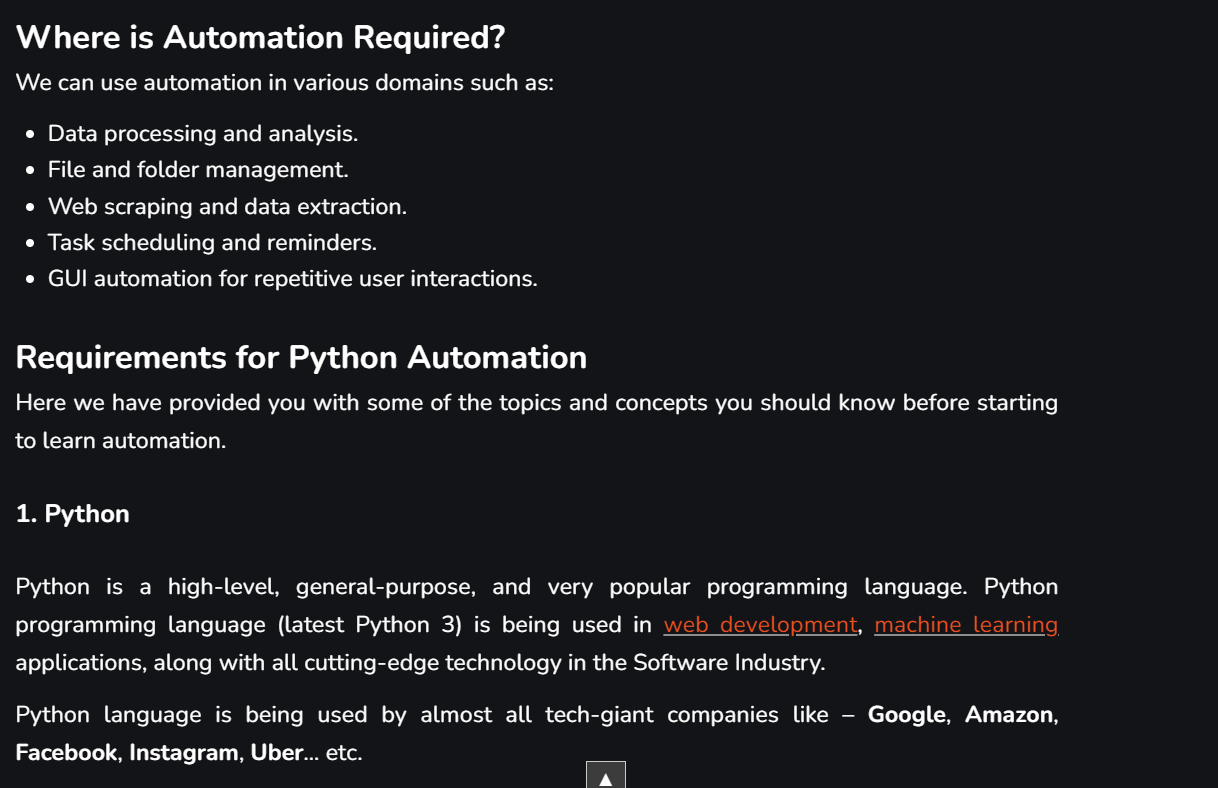 Where is Automation Required?
We can use automation in various domains such as:
• Data processing and analysis.
• File and folder management.
• Web scraping and data extraction.
• Task scheduling and reminders.
• GUI automation for repetitive user interactions.
Requirements for Python Automation
Here we have provided you with some of the topics and concepts you should know before starting
to learn automation.
1. Python
Python is a high-level, general-purpose, and very popular programming language. Python
programming language (latest Python 3) is being used in web development, machine learning
applications, along with all cutting-edge technology in the Software Industry.
Python language is being used by almost all tech-giant companies like – Google, Amazon,
Facebook, Instagram, Uber... etc.